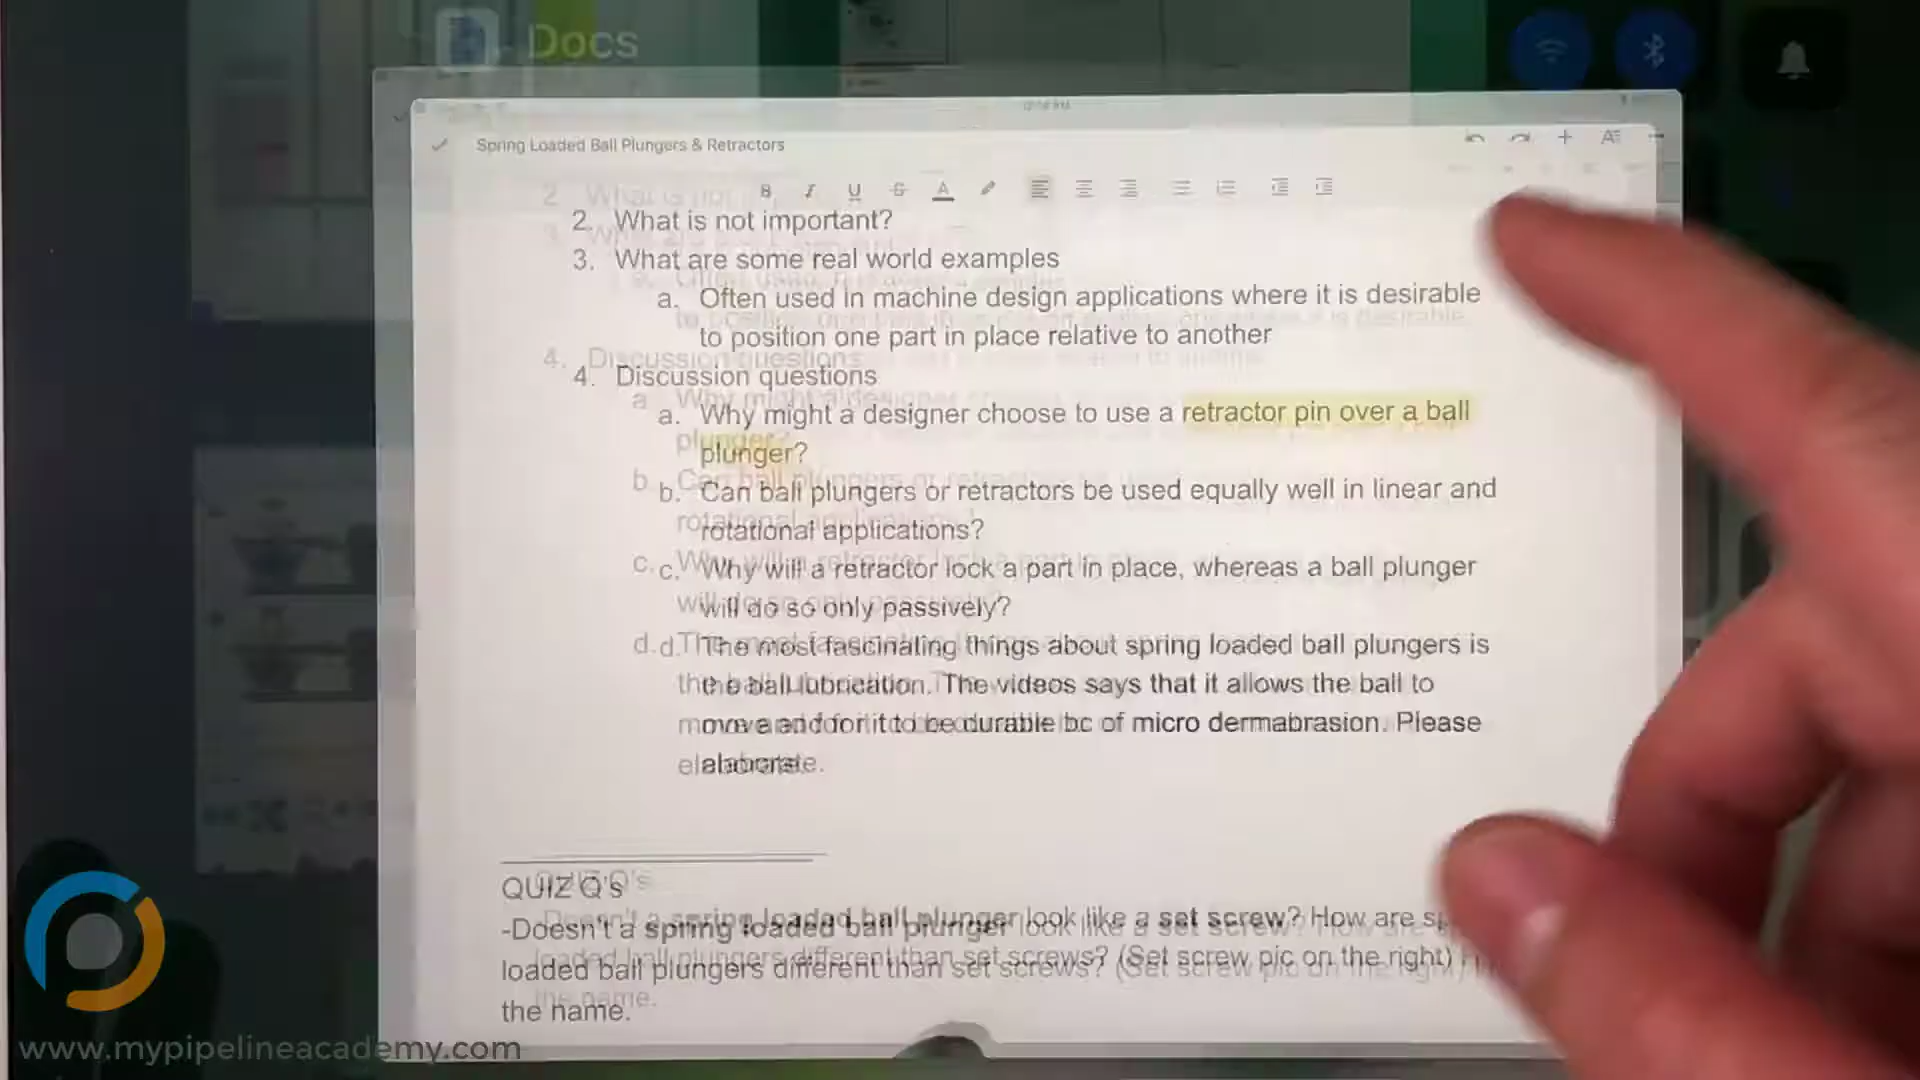 Docs
Spring Loaded Ball Plungers & Retractors
2. What is not important?
3. What are some real world examples
a. Often used in machine design applications where it is desirable
to position one part in place relative to another
4. Discussion questions
a. Why might a designer choose to use a retractor pin over a ball
plunger?
b. Can ball plungers or retractors be used equally well in linear and
rotational applications?
c. Why will a retractor lock a part in place, whereas a ball plunger
will do so only passively?
d. The most fascinating things about spring loaded ball plungers is
the ball lubrication. The videos says that it allows the ball to
move and for it to be durable bc of micro dermabrasion. Please
elaborate.
QUIZ Q's
-Doesn't a spring loaded ball plunger look like a set screw? How are
loaded ball plungers different than set screws? (Set screw pic on the right)
the name.
www.mypipelineacademy.com